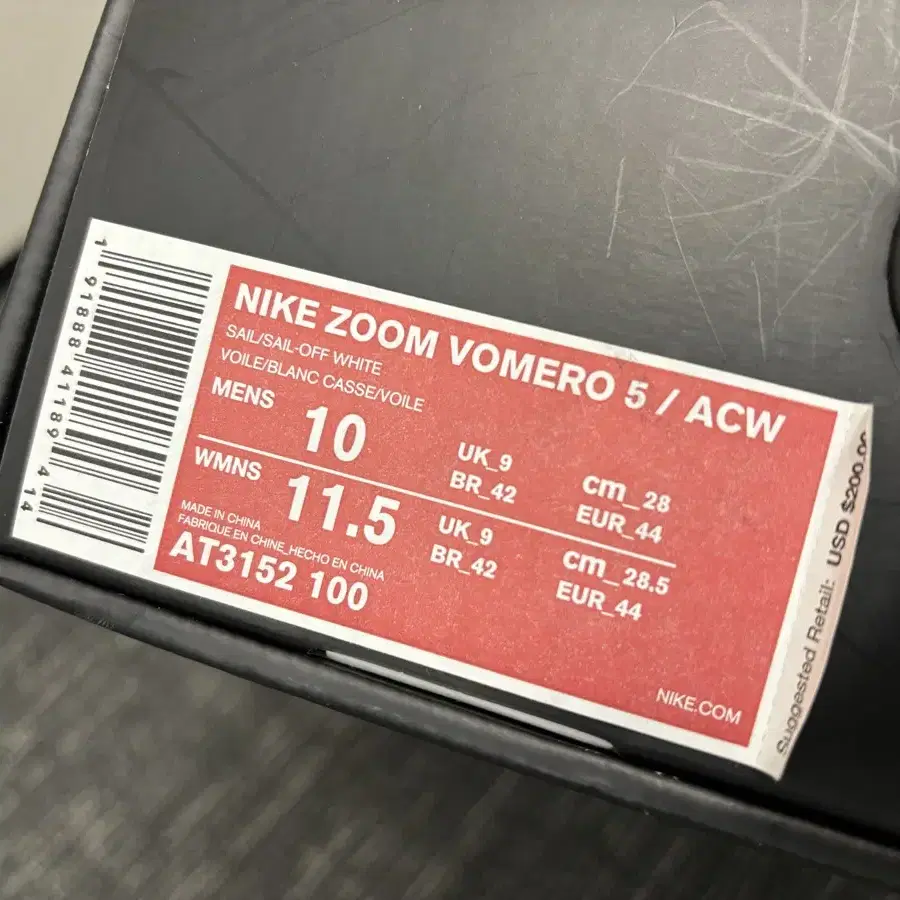 NIKE ZOOM VOMERO 5 / ACW
SAIL/SAIL-OFF WHITE
VOILE/BLANC CASSE/VOILE
MENS 10 UK_9 cm_28
BR_42 EUR_44
WMNS 11.5 UK_9 cm_28.5
BR_42 EUR_44
MADE IN CHINA
FABRIQUE EN CHINE_HECHO EN CHINA
AT3152 100
NIKE.COM
1 91888 41189 4 14
Suggested Retail: USD $200.00